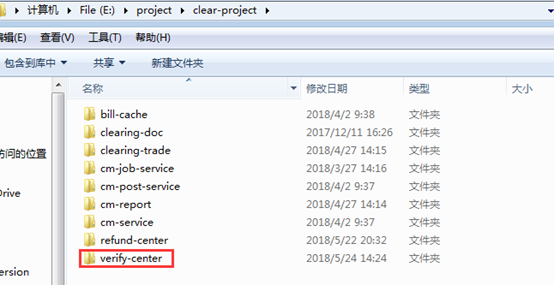 计算机 ▸ File (E:) ▸ project ▸ clear-project ▸
编辑(E) 查看(V) 工具(T) 帮助(H)
包含到库中 ▾ 共享 ▾ 新建文件夹
名称 修改日期 类型 大小
bill-cache 2018/4/2 9:38 文件夹
clearing-doc 2017/12/11 16:26 文件夹
clearing-trade 2018/4/27 14:15 文件夹
访问的位置
cm-job-service 2018/3/27 14:16 文件夹
cm-post-service 2018/4/2 9:37 文件夹
Drive
cm-report 2018/4/27 14:14 文件夹
cm-service 2018/4/2 9:37 文件夹
refund-center 2018/5/22 20:32 文件夹
verify-center 2018/5/24 14:24 文件夹
ersion